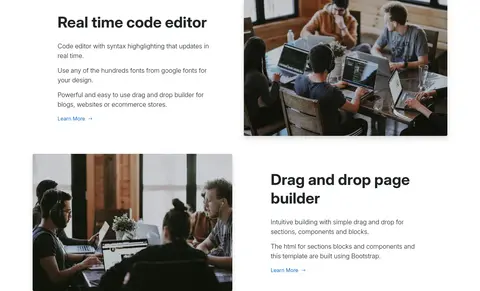 Real time code editor
Code editor with syntax highglighting that updates in
real time.
Use any of the hundreds fonts from google fonts for
your design.
Powerful and easy to use drag and drop builder for
blogs, websites or ecommerce stores.
Learn More →
Drag and drop page
builder
Intuitive building with simple drag and drop for
sections, components and blocks.
The html for sections blocks and components and
this template are built using Bootstrap.
Learn More →